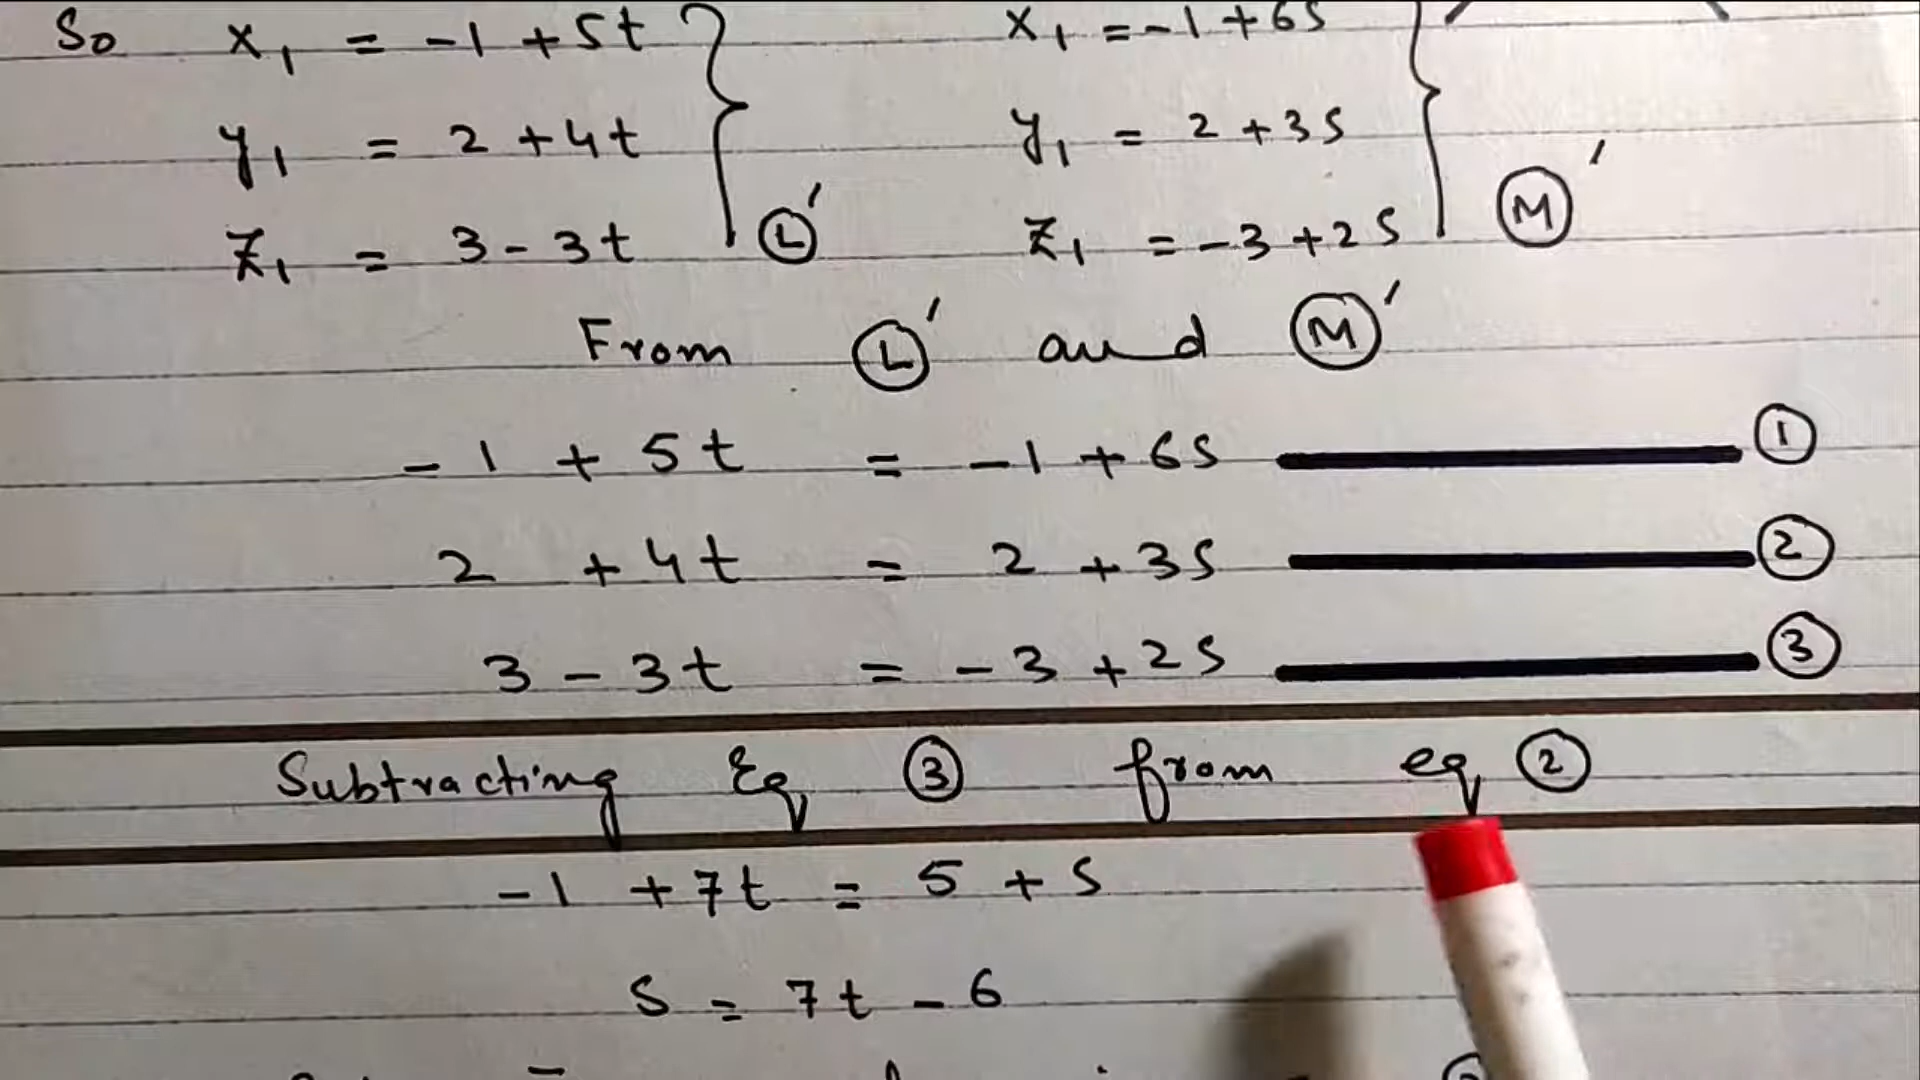 So x₁ = -1 + 5t x₁ = -1 + 6s
y₁ = 2 + 4t y₁ = 2 + 3s
z₁ = 3 - 3t L' z₁ = -3 + 2s M'
From L' and M'
-1 + 5t = -1 + 6s 1
2 + 4t = 2 + 3s 2
3 - 3t = -3 + 2s 3
Subtracting Eq 3 from eq 2
-1 + 7t = 5 + s
s = 7t - 6